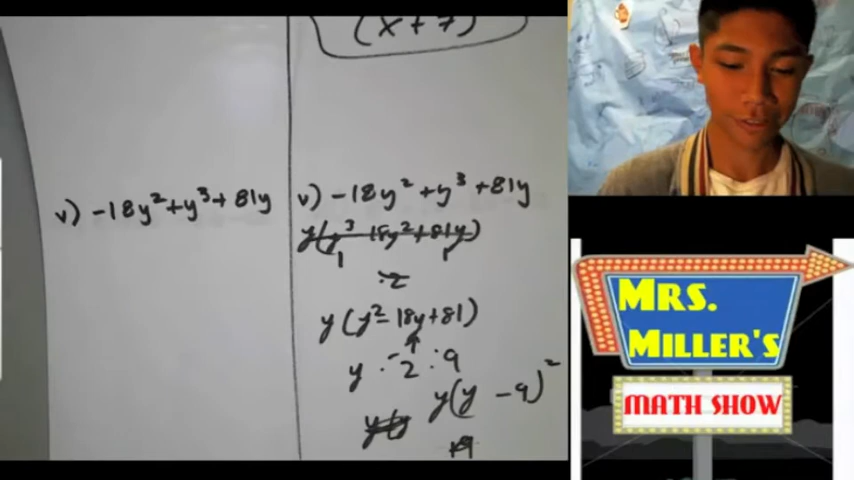 (x + 7)
v) -18y² + y³ + 81y
v) -18y² + y³ + 81y
y(y³ 18y² + 81y)
y(y² - 18y + 81)
y · -2 · 9
y(y - 9)²
MRS.
MILLER'S
MATH SHOW